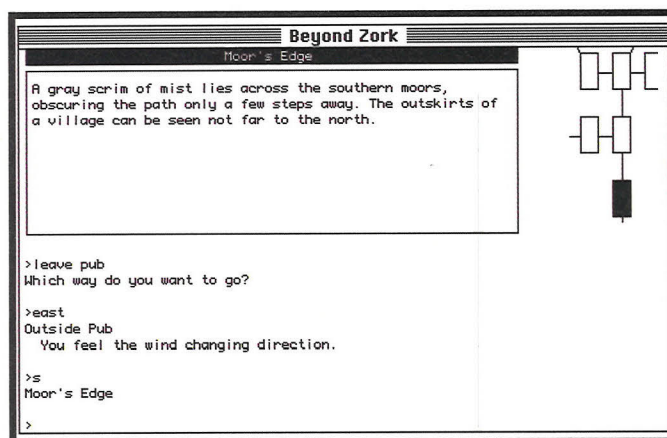 Beyond Zork
Moor's Edge
A gray scrim of mist lies across the southern moors,
obscuring the path only a few steps away. The outskirts of
a village can be seen not far to the north.
>leave pub
Which way do you want to go?
>east
Outside Pub
You feel the wind changing direction.
>s
Moor's Edge
>